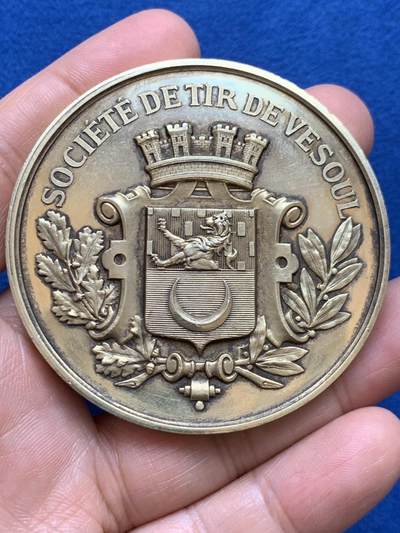 SOCIÉTÉ DE TIR DE VESOUL